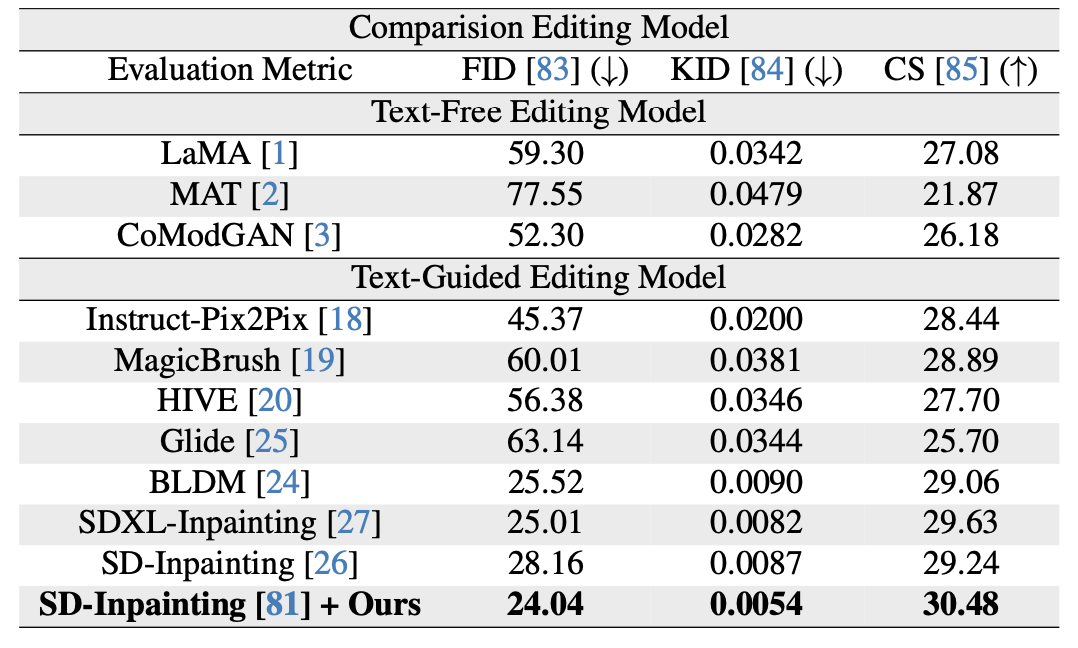 Comparision Editing Model
Evaluation Metric FID [83] (↓) KID [84] (↓) CS [85] (↑)
Text-Free Editing Model
LaMA [1] 59.30 0.0342 27.08
MAT [2] 77.55 0.0479 21.87
CoModGAN [3] 52.30 0.0282 26.18
Text-Guided Editing Model
Instruct-Pix2Pix [18] 45.37 0.0200 28.44
MagicBrush [19] 60.01 0.0381 28.89
HIVE [20] 56.38 0.0346 27.70
Glide [25] 63.14 0.0344 25.70
BLDM [24] 25.52 0.0090 29.06
SDXL-Inpainting [27] 25.01 0.0082 29.63
SD-Inpainting [26] 28.16 0.0087 29.24
SD-Inpainting [81] + Ours 24.04 0.0054 30.48